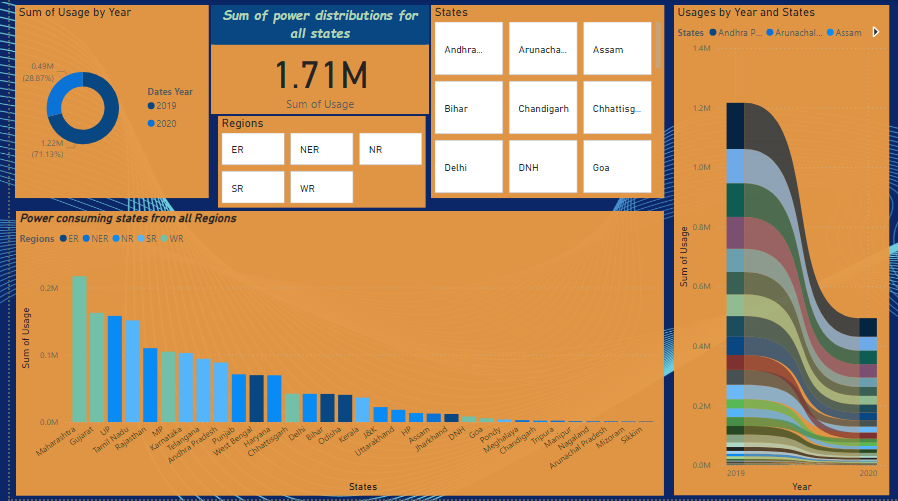 Sum of Usage by Year
0.49M
(28.87%)
1.22M
(71.13%)
Dates Year
2019
2020
Sum of power distributions for
all states
1.71M
Sum of Usage
Regions
ER
NER
NR
SR
WR
States
Andhra...
Arunacha...
Assam
Bihar
Chandigarh
Chhattisg...
Delhi
DNH
Goa
Usages by Year and States
States Andhra P... Arunachal... Assam
1.4M
1.2M
1.0M
0.8M
0.6M
0.4M
0.2M
0.0M
Sum of Usage
2019
2020
Year
Power consuming states from all Regions
Regions ER NER NR SR WR
Sum of Usage
0.2M
0.1M
0.0M
Maharashtra
Gujarat
UP
Tamil Nadu
Rajasthan
MP
Karnataka
Telangana
Andhra Pradesh
Punjab
West Bengal
Haryana
Chhattisgarh
Delhi
Bihar
Odisha
Kerala
J&K
Uttarakhand
HP
Assam
Jharkhand
DNH
Goa
Pondy
Meghalaya
Chandigarh
Tripura
Manipur
Nagaland
Arunachal Pradesh
Mizoram
Sikkim
States